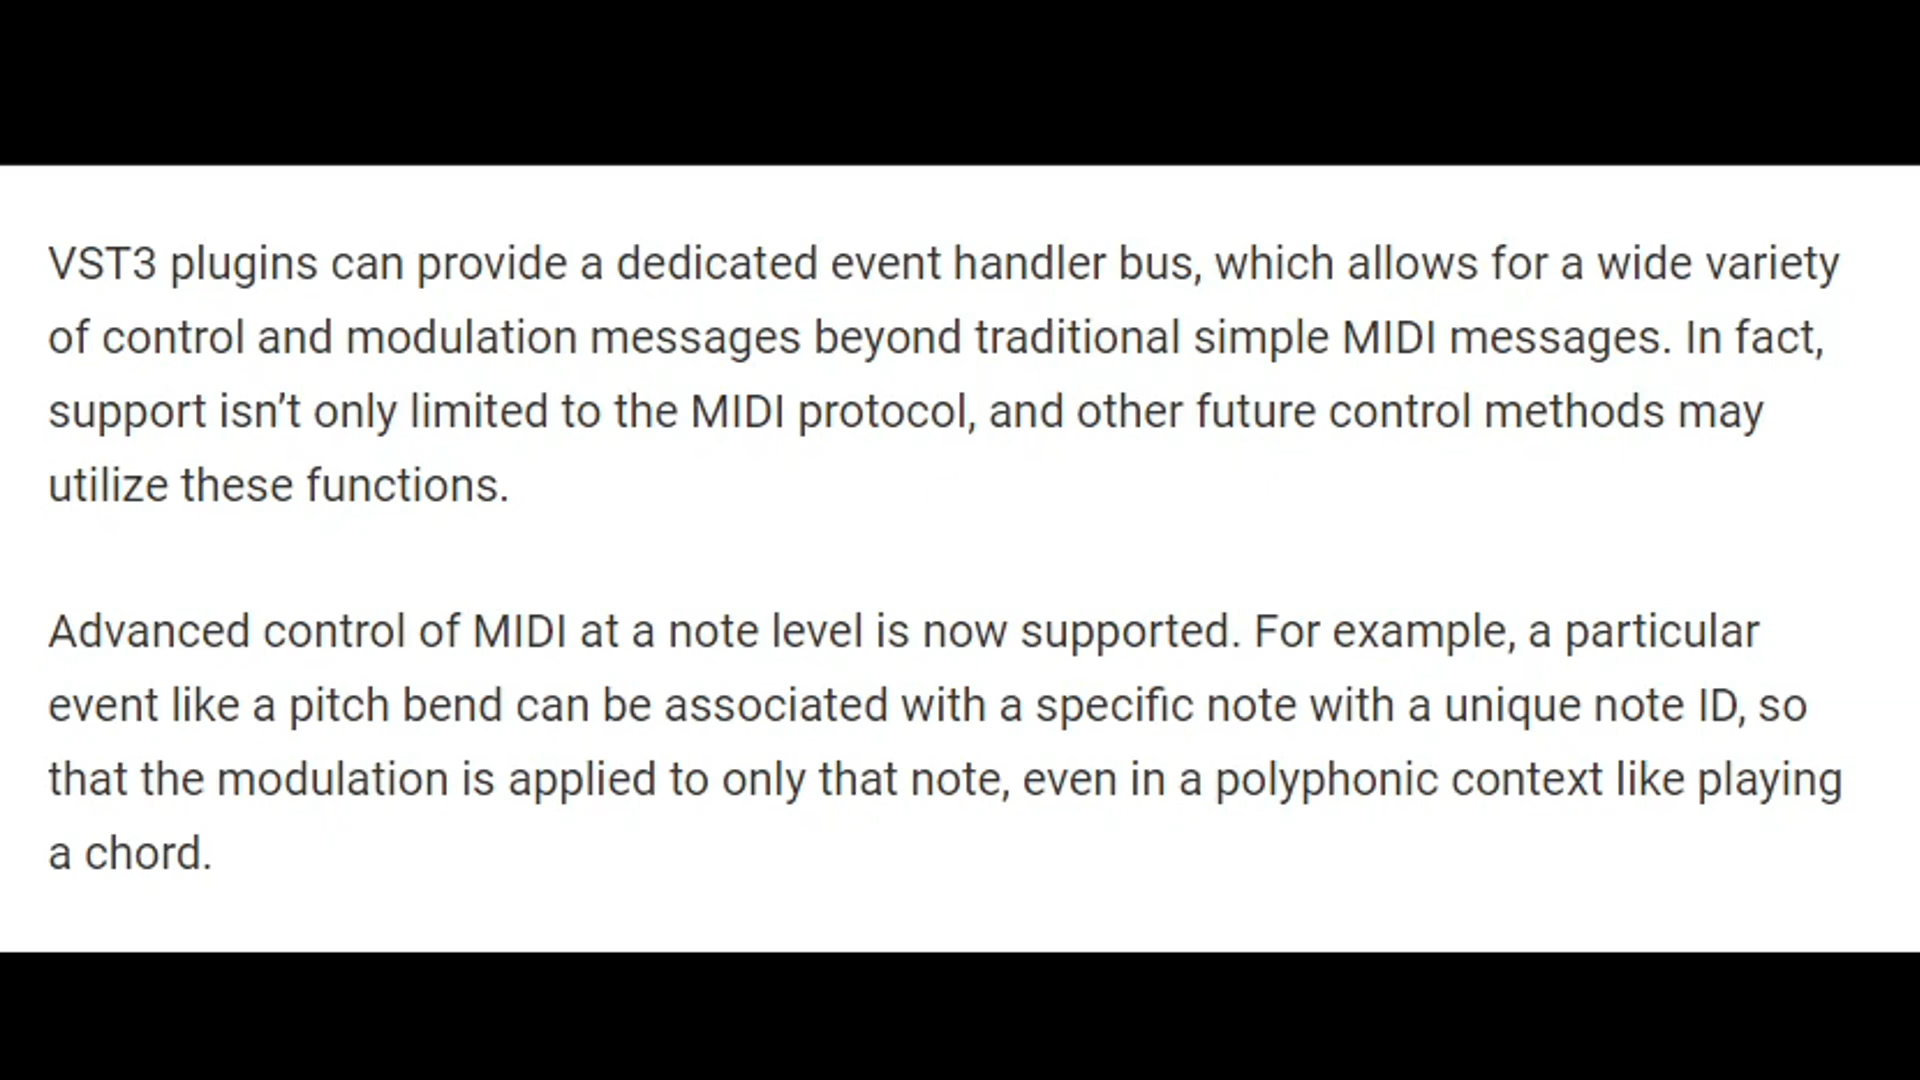 VST3 plugins can provide a dedicated event handler bus, which allows for a wide variety
of control and modulation messages beyond traditional simple MIDI messages. In fact,
support isn’t only limited to the MIDI protocol, and other future control methods may
utilize these functions.
Advanced control of MIDI at a note level is now supported. For example, a particular
event like a pitch bend can be associated with a specific note with a unique note ID, so
that the modulation is applied to only that note, even in a polyphonic context like playing
a chord.